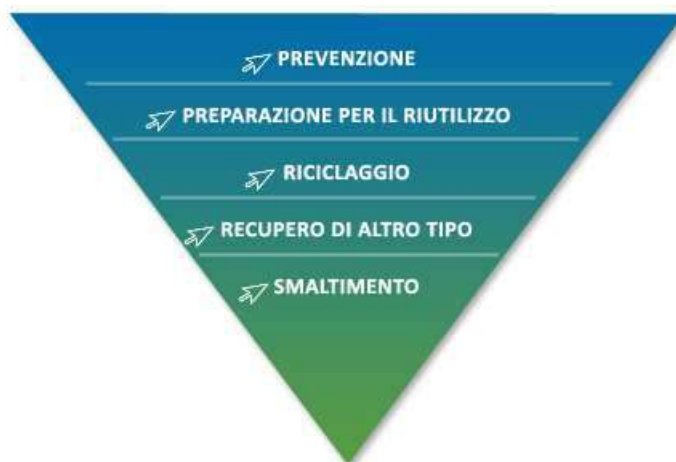 PREVENZIONE
PREPARAZIONE PER IL RIUTILIZZO
RICICLAGGIO
RECUPERO DI ALTRO TIPO
SMALTIMENTO